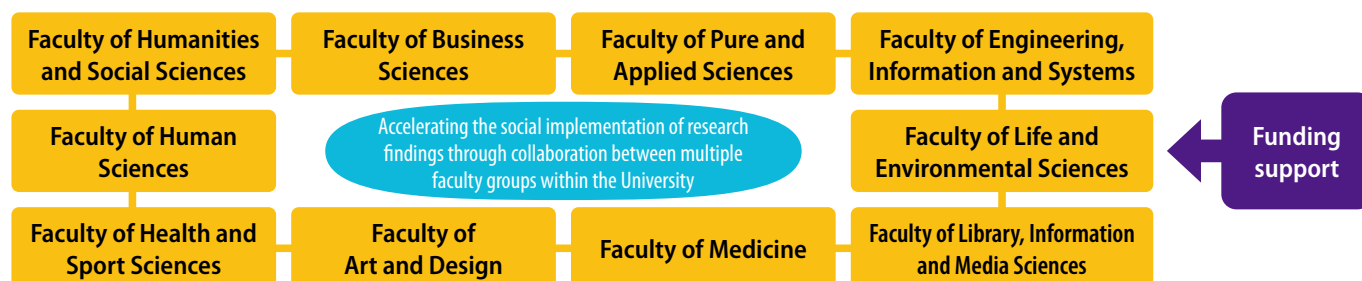 Faculty of Humanities
and Social Sciences
Faculty of Business
Sciences
Faculty of Pure and
Applied Sciences
Faculty of Engineering,
Information and Systems
Faculty of Human
Sciences
Accelerating the social implementation of research
findings through collaboration between multiple
faculty groups within the University
Faculty of Life and
Environmental Sciences
Funding
support
Faculty of Health and
Sport Sciences
Faculty of
Art and Design
Faculty of Medicine
Faculty of Library, Information
and Media Sciences